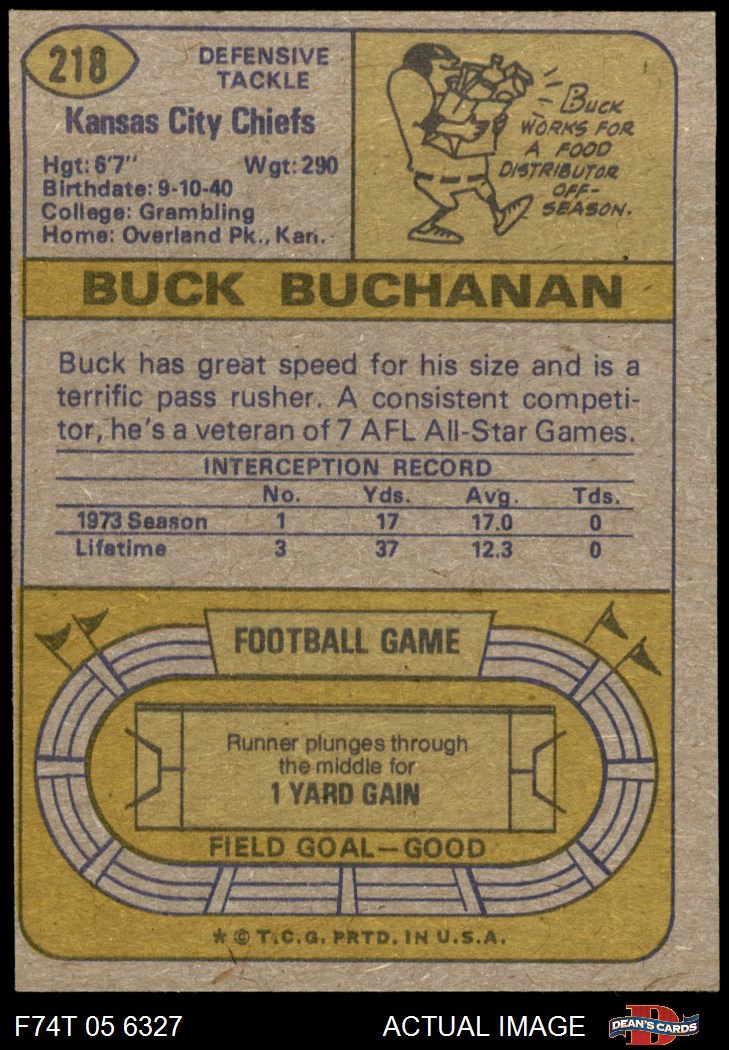 218
DEFENSIVE
TACKLE
Kansas City Chiefs
Hgt: 6'7" Wgt: 290
Birthdate: 9-10-40
College: Grambling
Home: Overland Pk., Kan.
BUCK
WORKS FOR
A FOOD
DISTRIBUTOR
OFF-
SEASON.
BUCK BUCHANAN
Buck has great speed for his size and is a
terrific pass rusher. A consistent competi-
tor, he's a veteran of 7 AFL All-Star Games.
INTERCEPTION RECORD
No. Yds. Avg. Tds.
1973 Season 1 17 17.0 0
Lifetime 3 37 12.3 0
FOOTBALL GAME
Runner plunges through
the middle for
1 YARD GAIN
FIELD GOAL—GOOD
* © T.C.G. PRTD. IN U.S.A.
F74T 05 6327 ACTUAL IMAGE DEAN'S CARDS